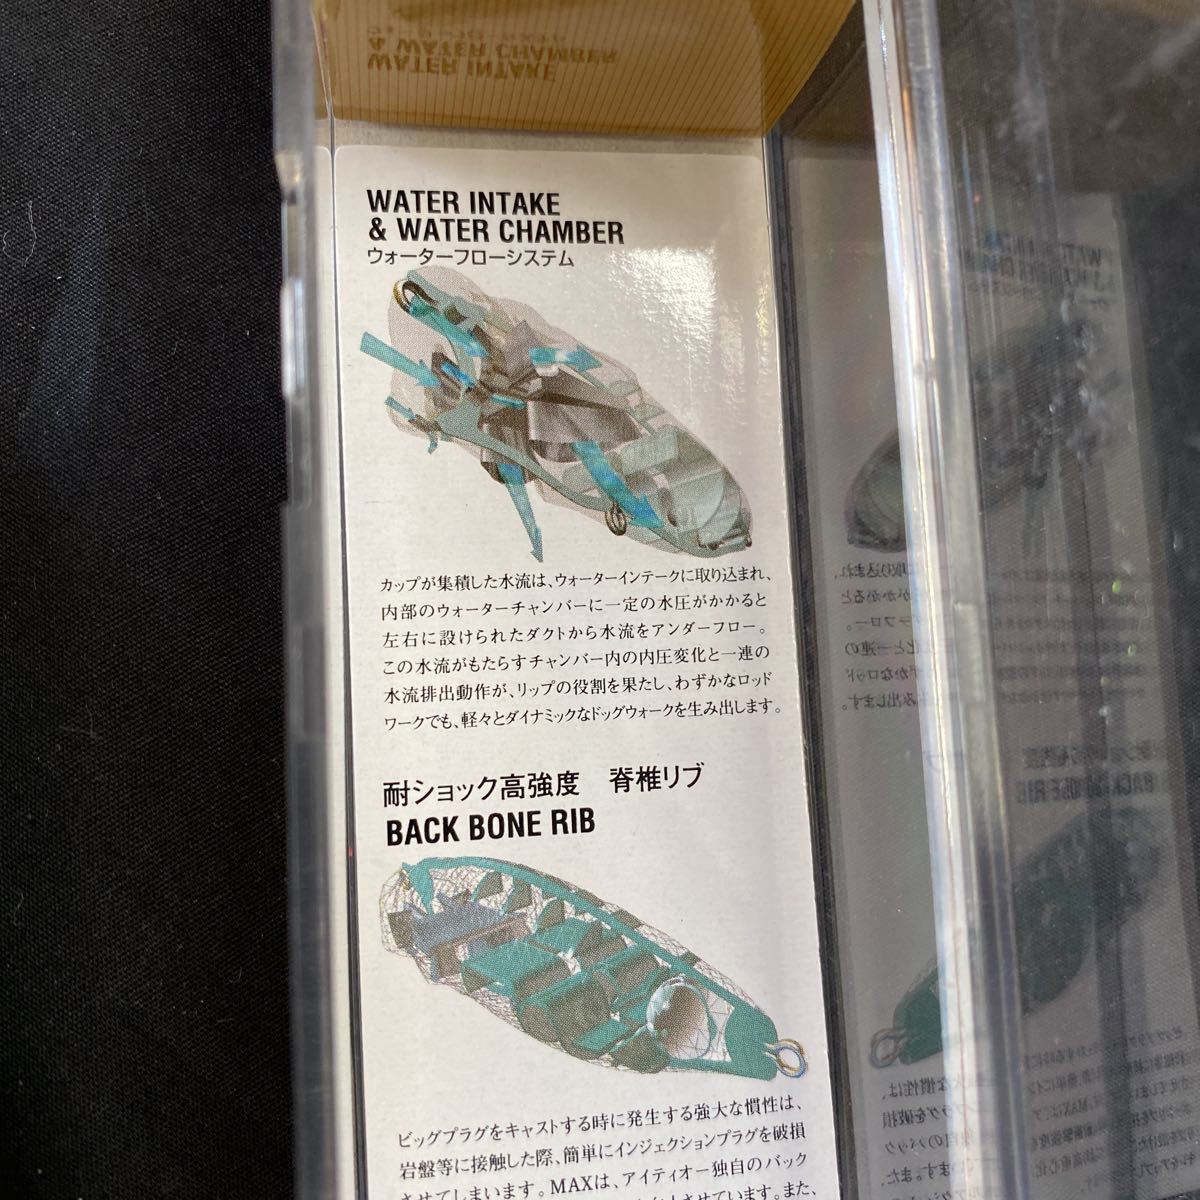 & WATER CHAMBER
WATER INTAKE
WATER INTAKE
& WATER CHAMBER
ウォーターフローシステム
カップが集積した水流は、ウォーターインテークに取り込まれ、
内部のウォーターチャンバーに一定の水圧がかかると
左右に設けられたダクトから水流をアンダーフロー。
この水流がもたらすチャンバー内の内圧変化と一連の
水流排出動作が、リップの役割を果たし、わずかなロッド
ワークでも、軽々とダイナミックなドッグウォークを生み出します。
耐ショック高強度 脊椎リブ
BACK BONE RIB
ビッグプラグをキャストする時に発生する強大な慣性は、
岩盤等に接触した際、簡単にインジェクションプラグを破損
させてしまいます。MAXは、アイティオー独自のバック
させています。また、